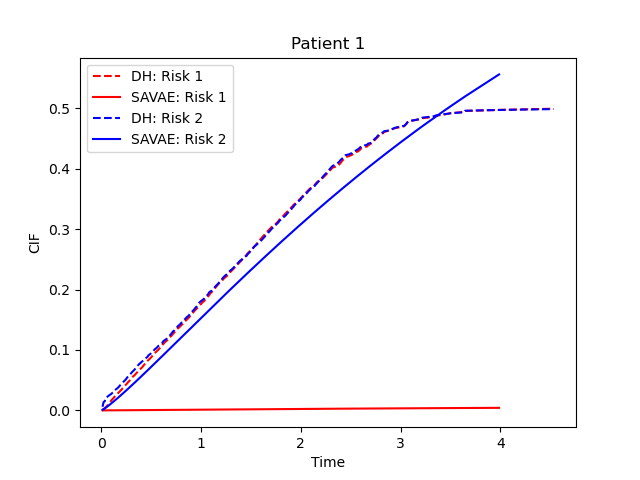 Patient 1
DH: Risk 1
SAVAE: Risk 1
DH: Risk 2
SAVAE: Risk 2
CIF
0.5
0.4
0.3
0.2
0.1
0.0
0 1 2 3 4
Time